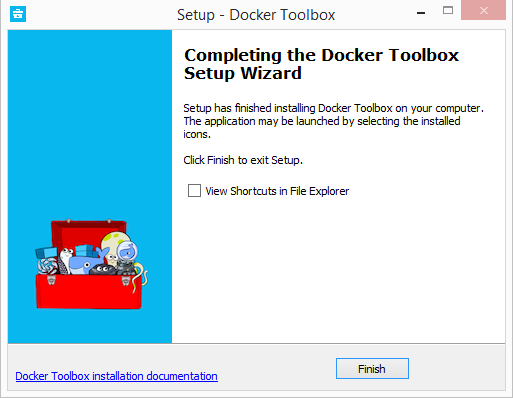 Setup - Docker Toolbox
Completing the Docker Toolbox
Setup Wizard
Setup has finished installing Docker Toolbox on your computer.
The application may be launched by selecting the installed
icons.
Click Finish to exit Setup.
View Shortcuts in File Explorer
Docker Toolbox installation documentation
Finish